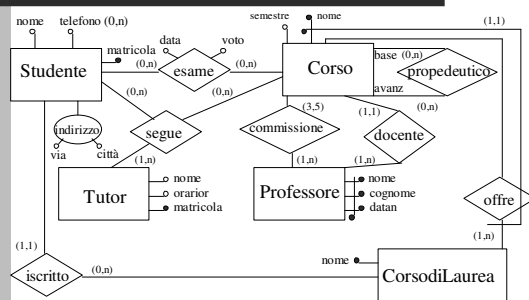 nome telefono (0,n) semestre nome (1,1)
matricola data voto
Studente (0,n) esame (0,n) Corso base (0,n) propedeutico
avanz
(0,n) (0,n) (3,5) (1,1) (0,n)
indirizzo segue commissione docente
via città (1,n) (1,n) (1,n)
Tutor nome orarior matricola
Professore nome cognome datan
offre
(1,1) (1,n)
iscritto (0,n) nome CorsodiLaurea